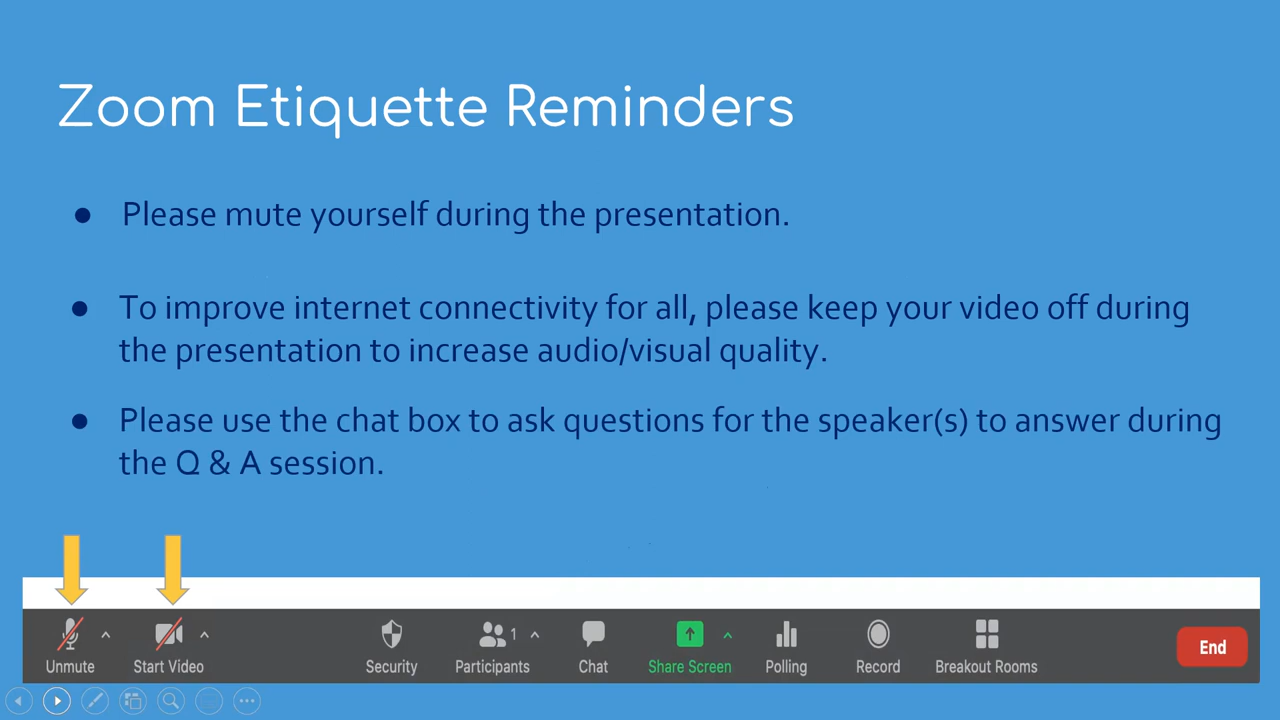 Zoom Etiquette Reminders
● Please mute yourself during the presentation.
● To improve internet connectivity for all, please keep your video off during
the presentation to increase audio/visual quality.
● Please use the chat box to ask questions for the speaker(s) to answer during
the Q & A session.
Unmute Start Video Security Participants 1 Chat Share Screen Polling Record Breakout Rooms End